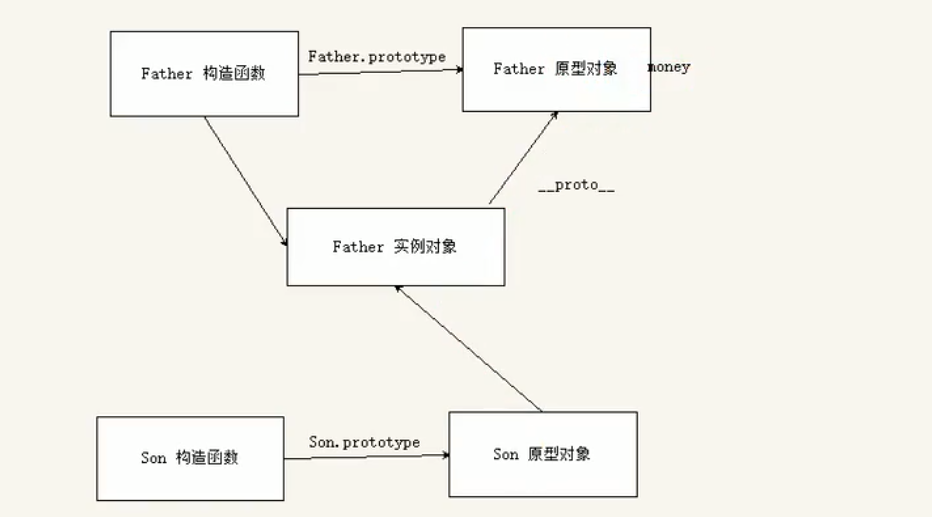 Father 构造函数
Father.prototype
Father 原型对象
money
__proto__
Father 实例对象
Son 构造函数
Son.prototype
Son 原型对象